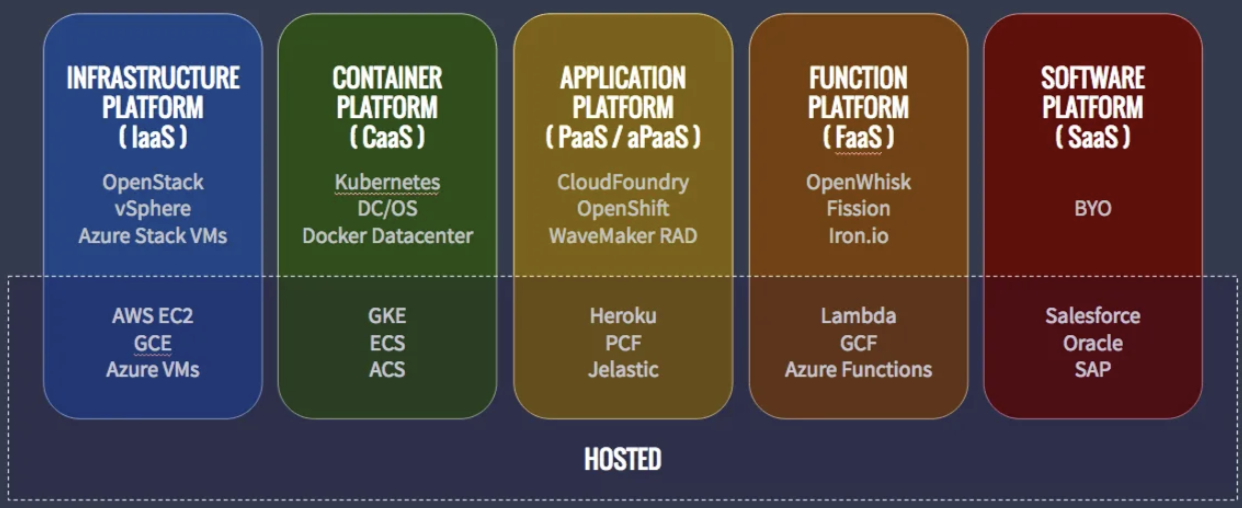 INFRASTRUCTURE
PLATFORM
( IaaS )
OpenStack
vSphere
Azure Stack VMs
AWS EC2
GCE
Azure VMs
CONTAINER
PLATFORM
( CaaS )
Kubernetes
DC/OS
Docker Datacenter
GKE
ECS
ACS
APPLICATION
PLATFORM
( PaaS / aPaaS )
CloudFoundry
OpenShift
WaveMaker RAD
Heroku
PCF
Jelastic
FUNCTION
PLATFORM
( FaaS )
OpenWhisk
Fission
Iron.io
Lambda
GCF
Azure Functions
SOFTWARE
PLATFORM
( SaaS )
BYO
Salesforce
Oracle
SAP
HOSTED